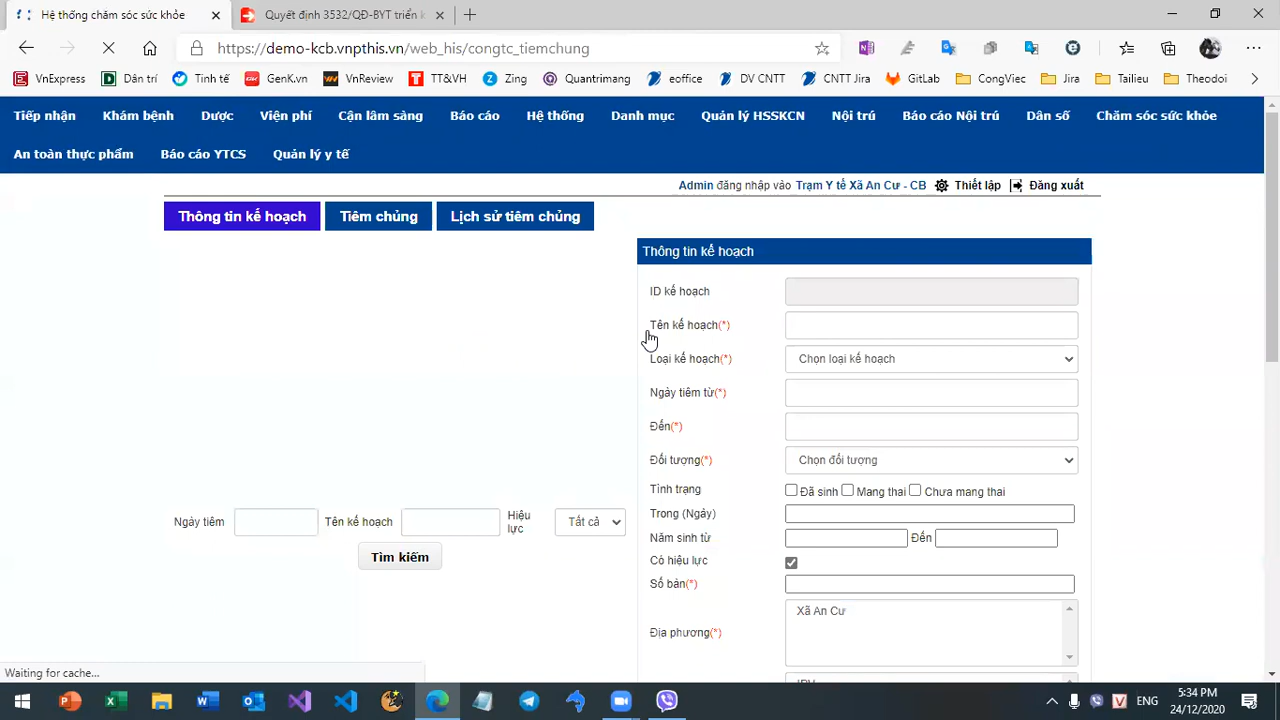 Hệ thống chăm sóc sức khỏe
Quyết định 3532/QĐ-BYT triển k
https://demo-kcb.vnpthis.vn/web_his/congtc_tiemchung
VnExpress Dân trí Tinh tế GenK.vn VnReview TT&VH Zing Quantrimang eoffice DV CNTT CNTT Jira GitLab CongViec Jira Tailieu Theodoi
Tiếp nhận Khám bệnh Dược Viện phí Cận lâm sàng Báo cáo Hệ thống Danh mục Quản lý HSSKCN Nội trú Báo cáo Nội trú Dân số Chăm sóc sức khỏe
An toàn thực phẩm Báo cáo YTCS Quản lý y tế
Admin đăng nhập vào Trạm Y tế Xã An Cư - CB Thiết lập Đăng xuất
Thông tin kế hoạch Tiêm chủng Lịch sử tiêm chủng
Thông tin kế hoạch
ID kế hoạch
Tên kế hoạch(*)
Loại kế hoạch(*) Chọn loại kế hoạch
Ngày tiêm từ(*)
Đến(*)
Đối tượng(*) Chọn đối tượng
Tình trạng Đã sinh Mang thai Chưa mang thai
Trong (Ngày)
Năm sinh từ Đến
Có hiệu lực
Số bán(*)
Địa phương(*) Xã An Cư
Ngày tiêm Tên kế hoạch Hiệu lực Tất cả
Tìm kiếm
Waiting for cache...
ENG
5:34 PM
24/12/2020